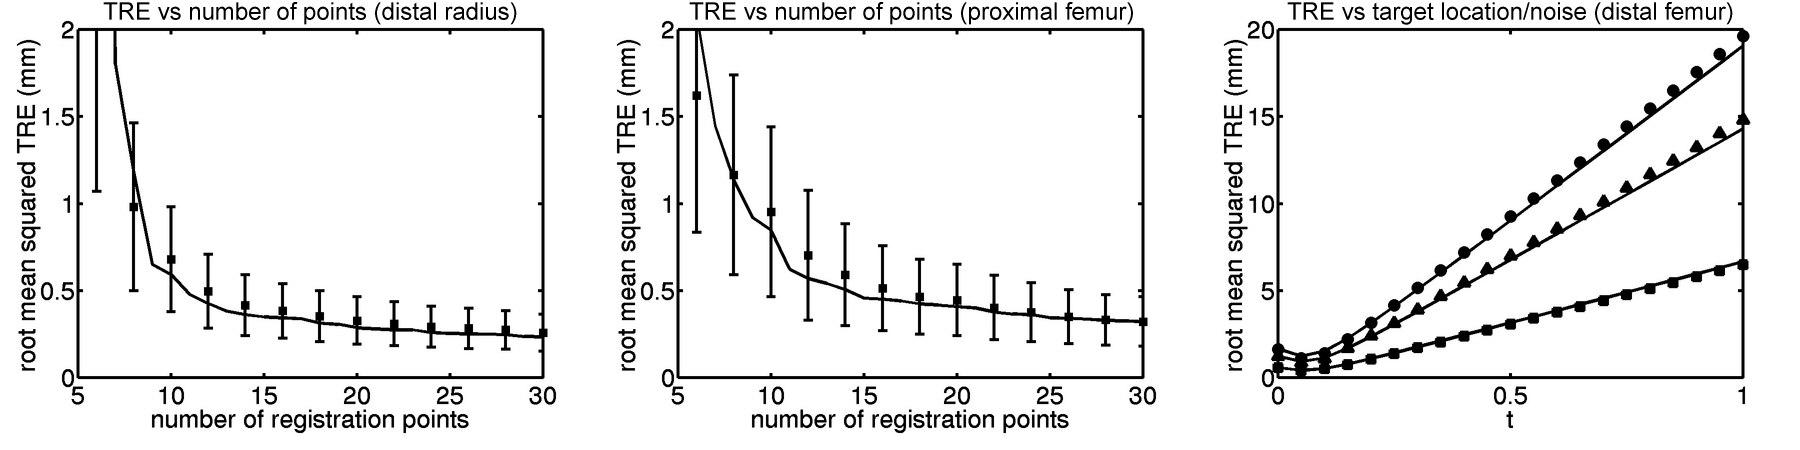 TRE vs number of points (distal radius)
root mean squared TRE (mm)
2
1.5
1
0.5
0
5 10 15 20 25 30
number of registration points
TRE vs number of points (proximal femur)
root mean squared TRE (mm)
2
1.5
1
0.5
0
5 10 15 20 25 30
number of registration points
TRE vs target location/noise (distal femur)
root mean squared TRE (mm)
20
15
10
5
0
0 0.5 1
t